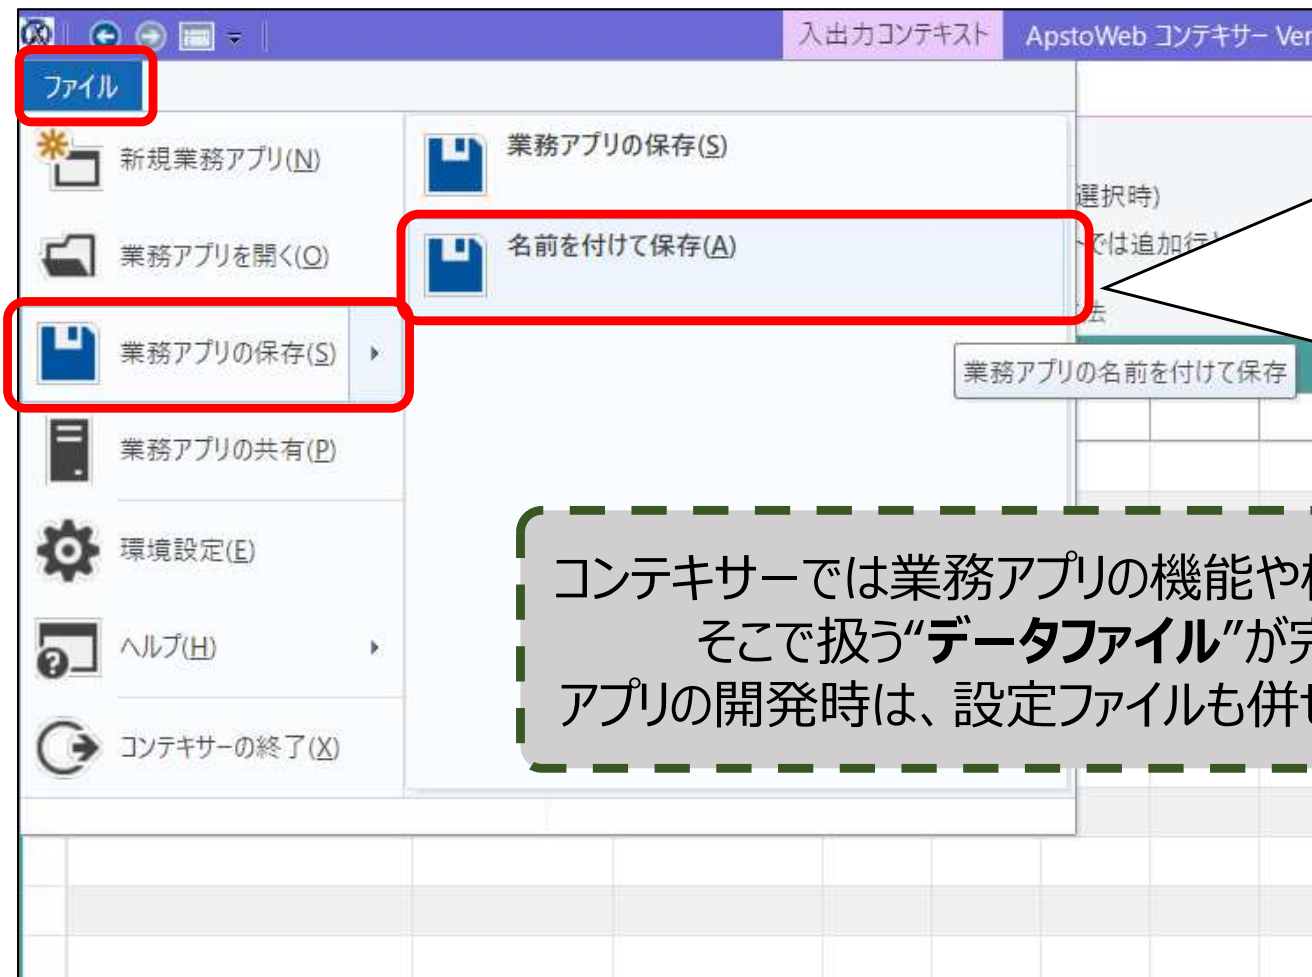 入出力コンテキスト
ApstoWeb コンテキサー Ver
ファイル
新規業務アプリ(N)
業務アプリを開く(O)
業務アプリの保存(S)
業務アプリの共有(P)
環境設定(E)
ヘルプ(H)
コンテキサーの終了(X)
業務アプリの保存(S)
名前を付けて保存(A)
選択時)
では追加行
法
業務アプリの名前を付けて保存
コンテキサーでは業務アプリの機能や
そこで扱う“データファイル”が完
アプリの開発時は、設定ファイルも併せ